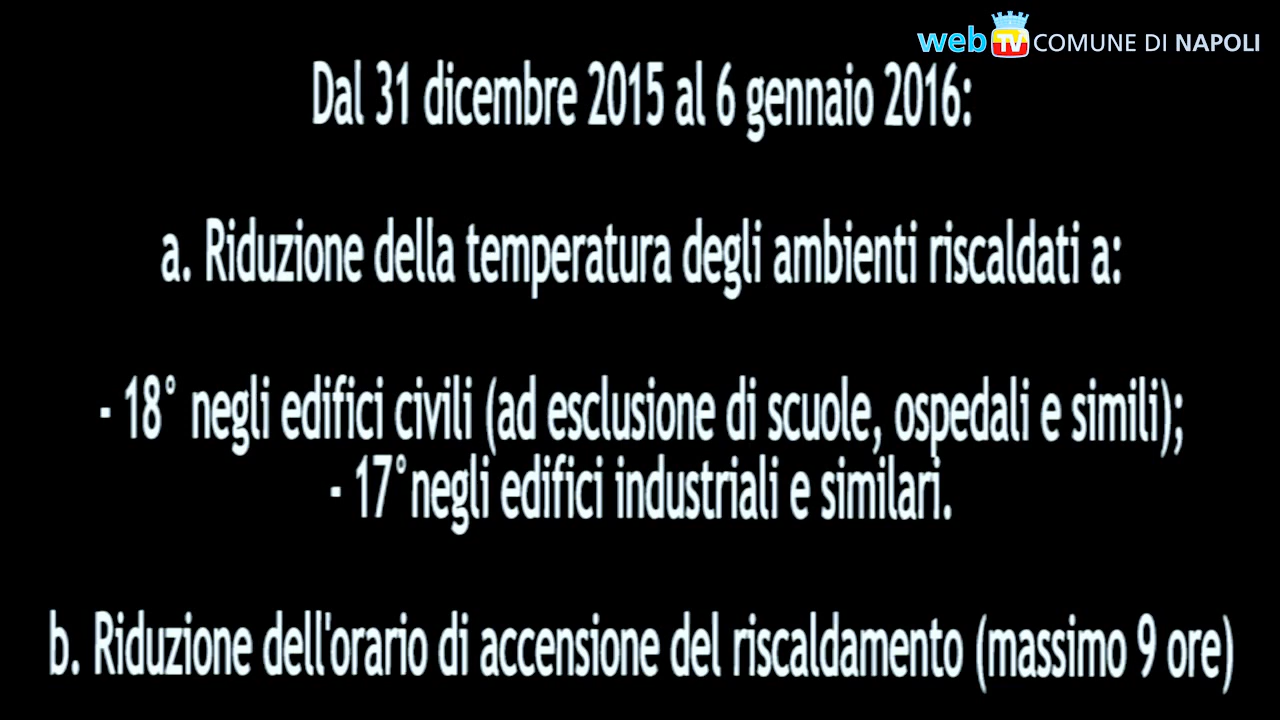 web TV COMUNE DI NAPOLI
Dal 31 dicembre 2015 al 6 gennaio 2016:
a. Riduzione della temperatura degli ambienti riscaldati a:
- 18° negli edifici civili (ad esclusione di scuole, ospedali e simili);
- 17°negli edifici industriali e similari.
b. Riduzione dell'orario di accensione del riscaldamento (massimo 9 ore)